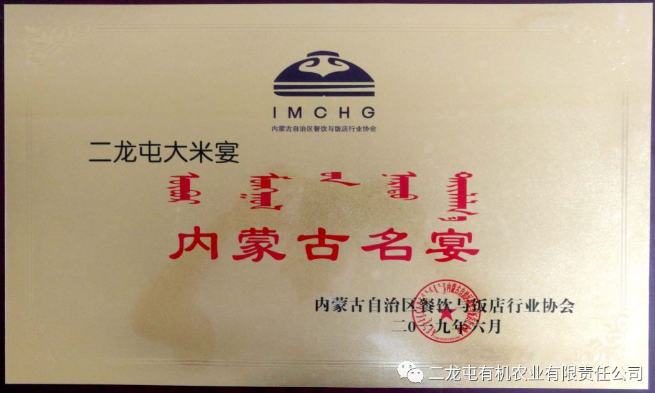 IMCHG
内蒙古自治区餐饮与饭店行业协会
二龙屯大米宴
内蒙古名宴
内蒙古自治区餐饮与饭店行业协会
二〇一九年六月
二龙屯有机农业有限责任公司